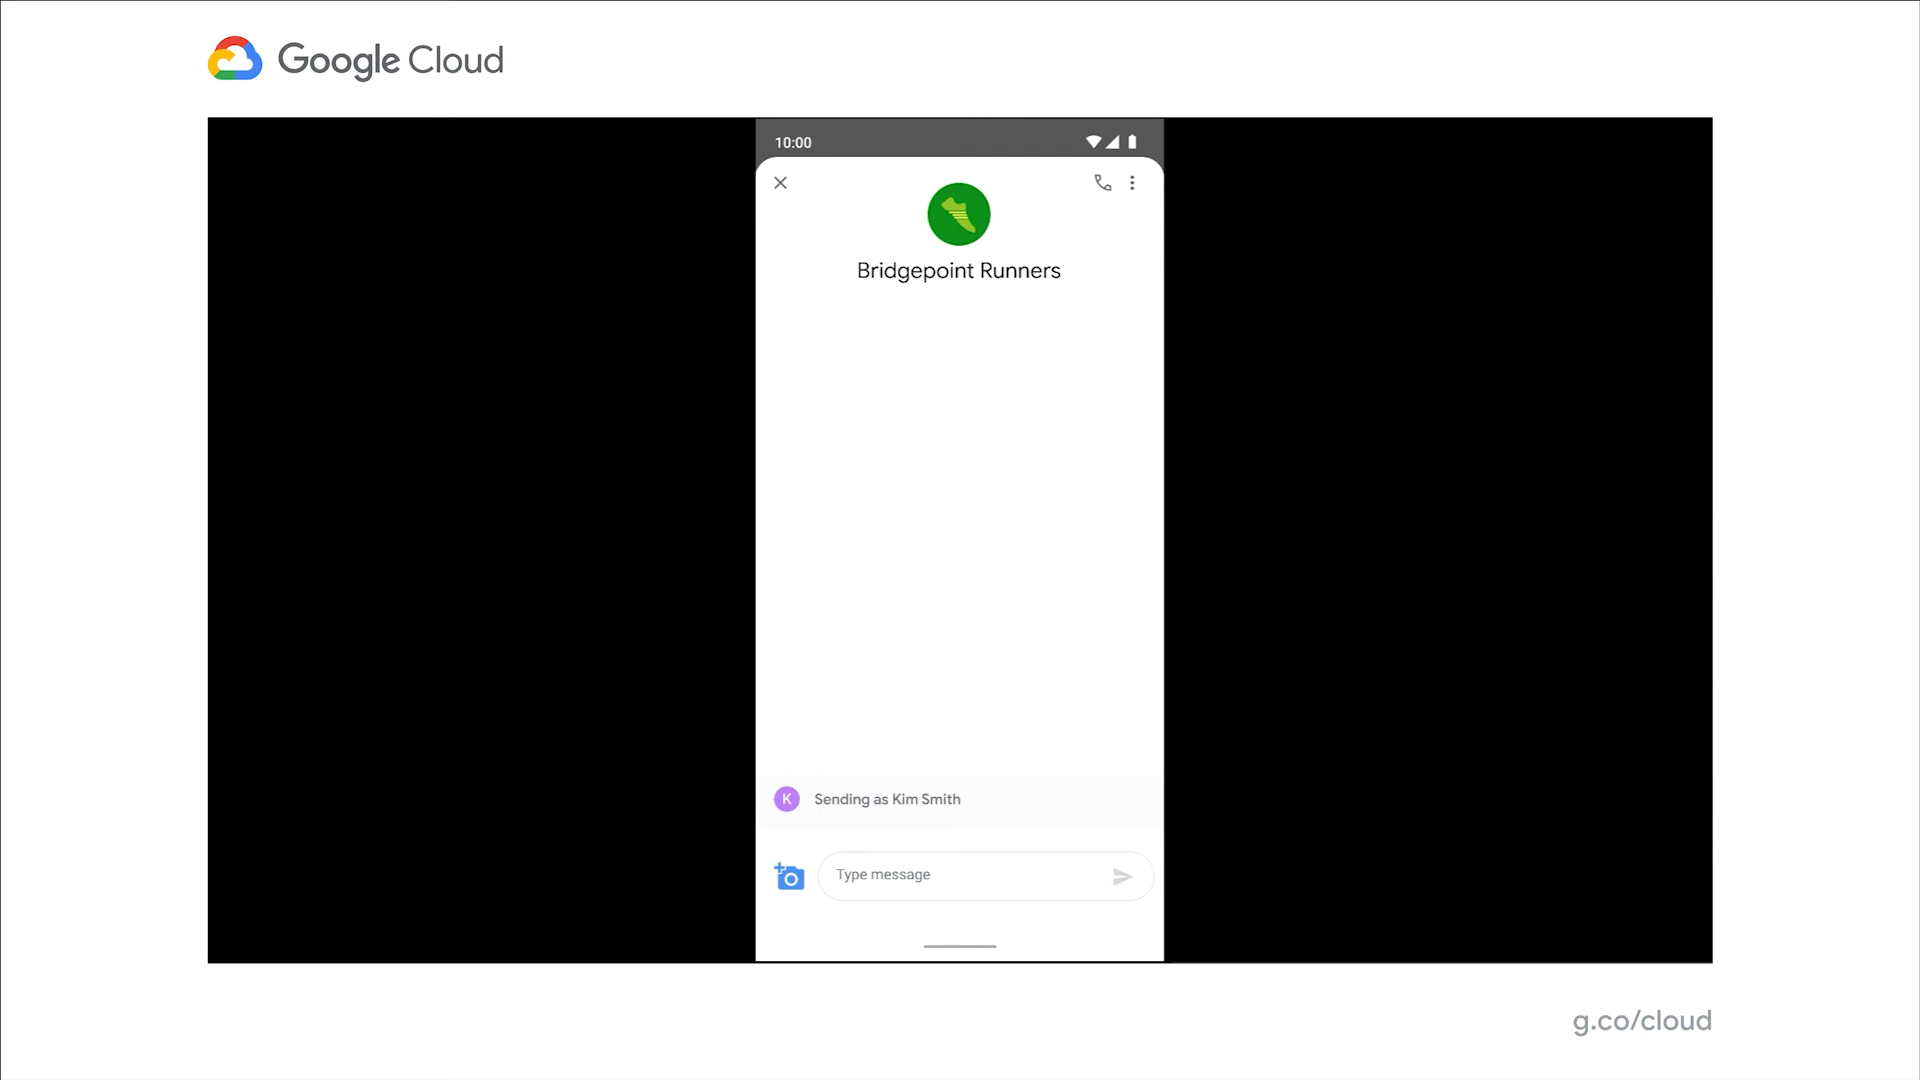 Google Cloud
10:00
Bridgepoint Runners
K
Sending as Kim Smith
Type message
g.co/cloud